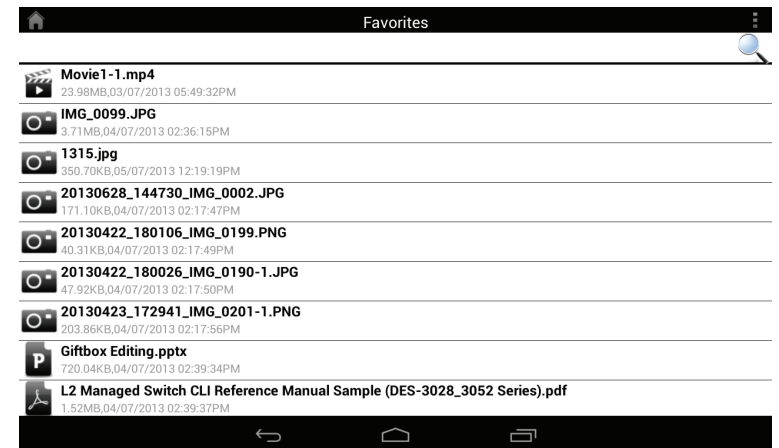 Favorites
Movie1-1.mp4
23.98MB,03/07/2013 05:49:32PM
IMG_0099.JPG
3.71MB,04/07/2013 02:36:15PM
1315.jpg
350.70KB,05/07/2013 12:19:19PM
20130628_144730_IMG_0002.JPG
171.10KB,04/07/2013 02:17:47PM
20130422_180106_IMG_0199.PNG
40.31KB,04/07/2013 02:17:49PM
20130422_180026_IMG_0190-1.JPG
47.92KB,04/07/2013 02:17:50PM
20130423_172941_IMG_0201-1.PNG
203.86KB,04/07/2013 02:17:56PM
P
Giftbox Editing.pptx
720.04KB,04/07/2013 02:39:34PM
L2 Managed Switch CLI Reference Manual Sample (DES-3028_3052 Series).pdf
1.52MB,04/07/2013 02:39:37PM